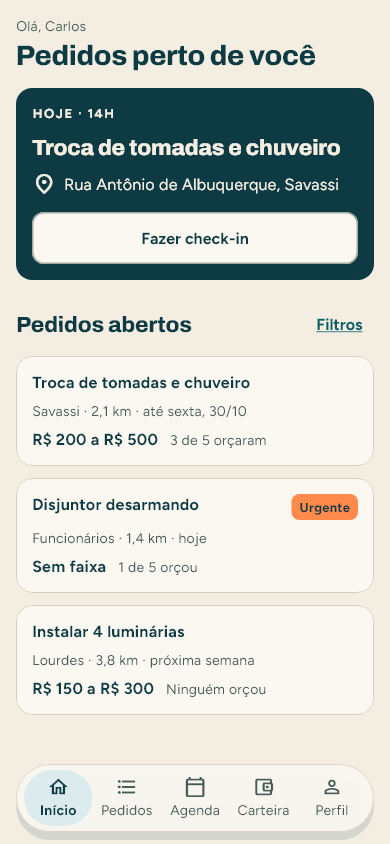 Olá, Carlos
Pedidos perto de você
HOJE · 14H
Troca de tomadas e chuveiro
Rua Antônio de Albuquerque, Savassi
Fazer check-in
Pedidos abertos
Filtros
Troca de tomadas e chuveiro
Savassi · 2,1 km · até sexta, 30/10
R$ 200 a R$ 500 3 de 5 orçaram
Disjuntor desarmando
Urgente
Funcionários · 1,4 km · hoje
Sem faixa 1 de 5 orçou
Instalar 4 luminárias
Lourdes · 3,8 km · próxima semana
R$ 150 a R$ 300 Ninguém orçou
Início Pedidos Agenda Carteira Perfil